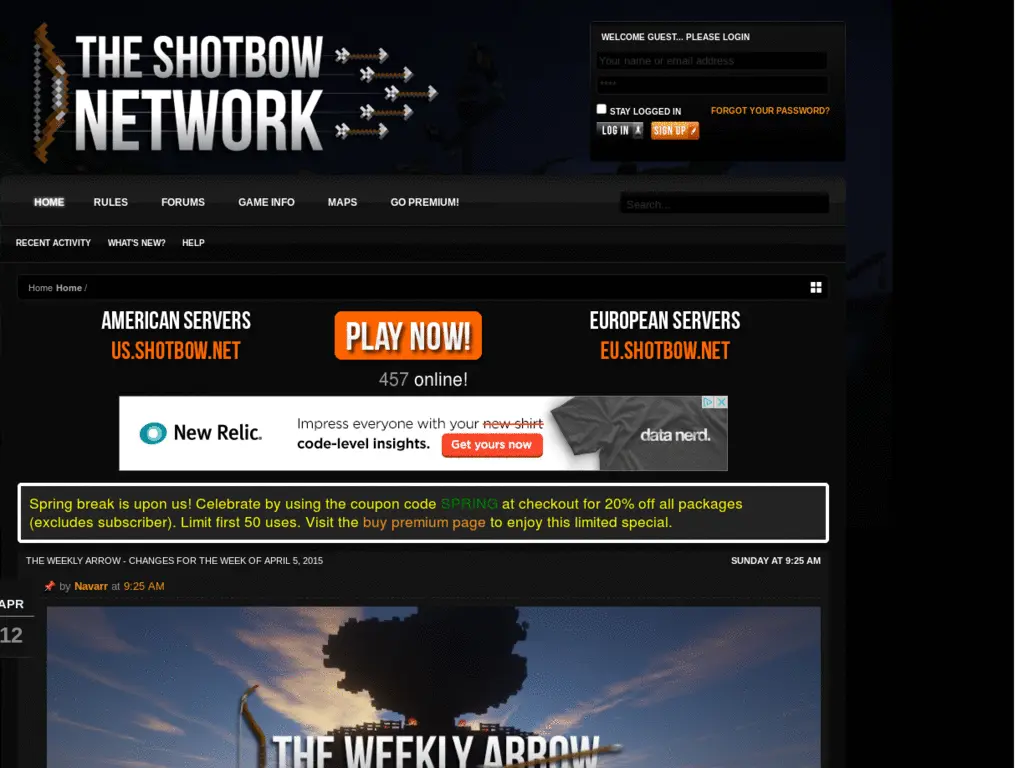 THE SHOTBOW
NETWORK
WELCOME GUEST... PLEASE LOGIN
Your name or email address
****
STAY LOGGED IN
FORGOT YOUR PASSWORD?
LOG IN
SIGN UP
HOME
RULES
FORUMS
GAME INFO
MAPS
GO PREMIUM!
Search...
RECENT ACTIVITY
WHAT'S NEW?
HELP
Home Home /
AMERICAN SERVERS
US.SHOTBOW.NET
PLAY NOW!
457 online!
EUROPEAN SERVERS
EU.SHOTBOW.NET
New Relic.
Impress everyone with your new shirt
code-level insights.
Get yours now
data nerd.
Spring break is upon us! Celebrate by using the coupon code SPRING at checkout for 20% off all packages
(excludes subscriber). Limit first 50 uses. Visit the buy premium page to enjoy this limited special.
THE WEEKLY ARROW - CHANGES FOR THE WEEK OF APRIL 5, 2015
SUNDAY AT 9:25 AM
by Navarr at 9:25 AM
APR
12
THE WEEKLY ARROW